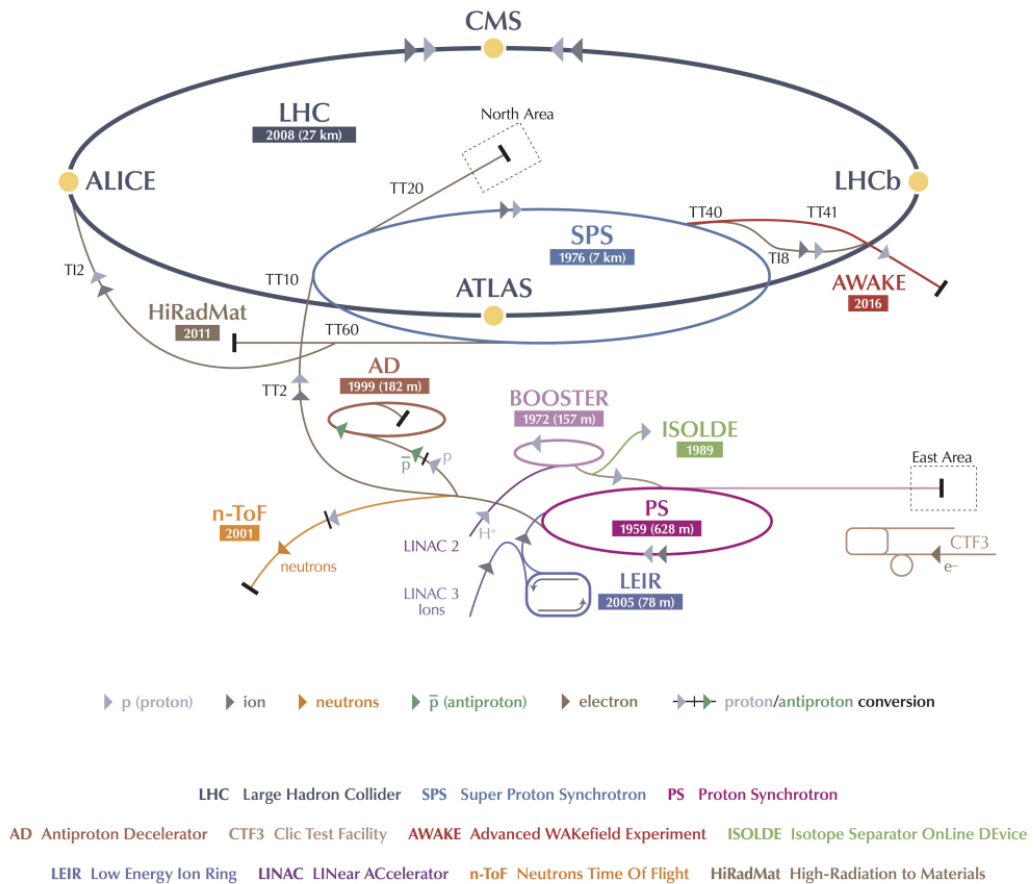 CMS
LHC
2008 (27 km)
North Area
ALICE
TT20
LHCb
TT40
TT41
SPS
1976 (7 km)
TI2
TT10
TI8
ATLAS
AWAKE
2016
HiRadMat
2011
TT60
AD
1999 (182 m)
TT2
BOOSTER
1972 (157 m)
ISOLDE
1989
p̅
p
East Area
n-ToF
2001
PS
1959 (628 m)
H⁺
LINAC 2
neutrons
CTF3
e–
LEIR
2005 (78 m)
LINAC 3
Ions
p (proton)
ion
neutrons
p̅ (antiproton)
electron
proton/antiproton conversion
LHC Large Hadron Collider SPS Super Proton Synchrotron PS Proton Synchrotron
AD Antiproton Decelerator CTF3 Clic Test Facility AWAKE Advanced WAKefield Experiment ISOLDE Isotope Separator OnLine DEvice
LEIR Low Energy Ion Ring LINAC LINear ACcelerator n-ToF Neutrons Time Of Flight HiRadMat High-Radiation to Materials